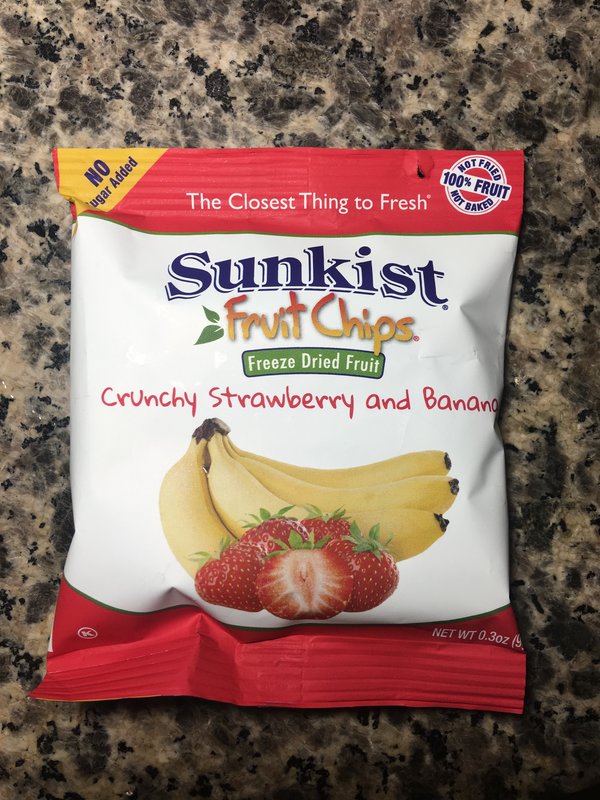 NO
Sugar Added
The Closest Thing to Fresh®
NOT FRIED
100% FRUIT
NOT BAKED
Sunkist®
Fruit Chips®
Freeze Dried Fruit
Crunchy Strawberry and Banana
K
NET WT 0.3oz (9